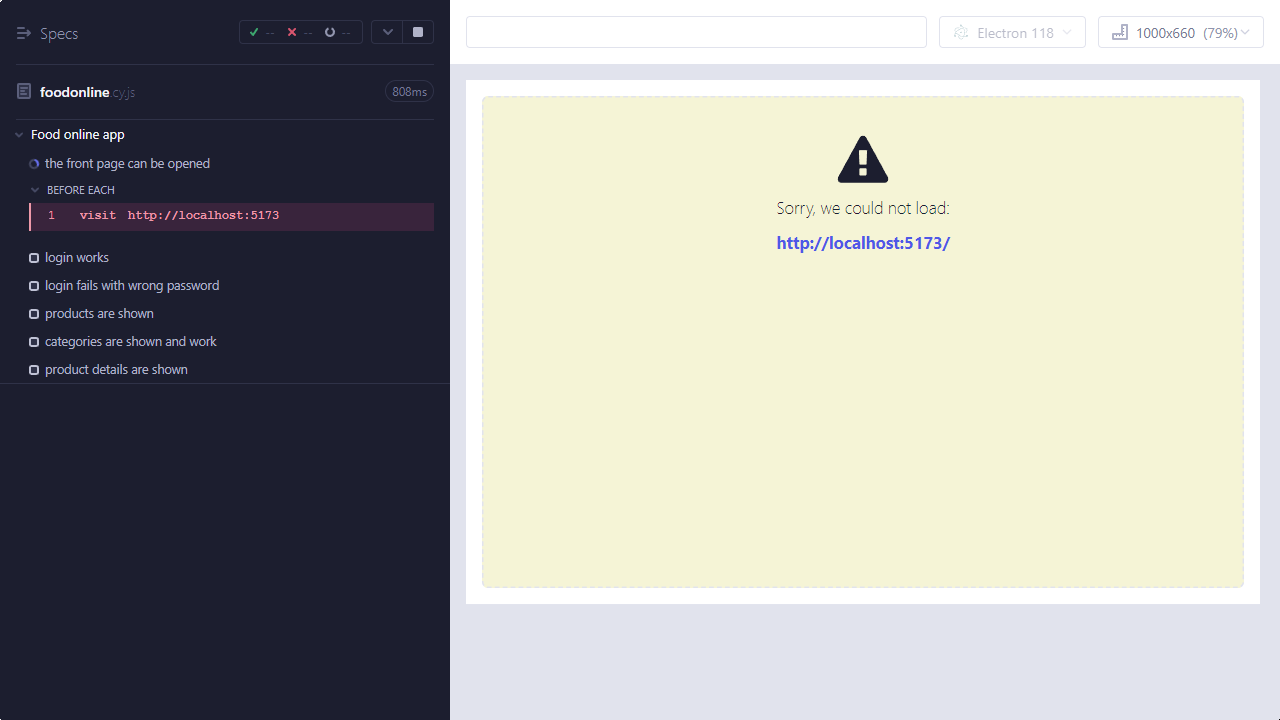 Specs
--
--
--
foodonline.cy.js
808ms
Food online app
the front page can be opened
BEFORE EACH
1 visit http://localhost:5173
login works
login fails with wrong password
products are shown
categories are shown and work
product details are shown
Electron 118
1000x660 (79%)
Sorry, we could not load:
http://localhost:5173/